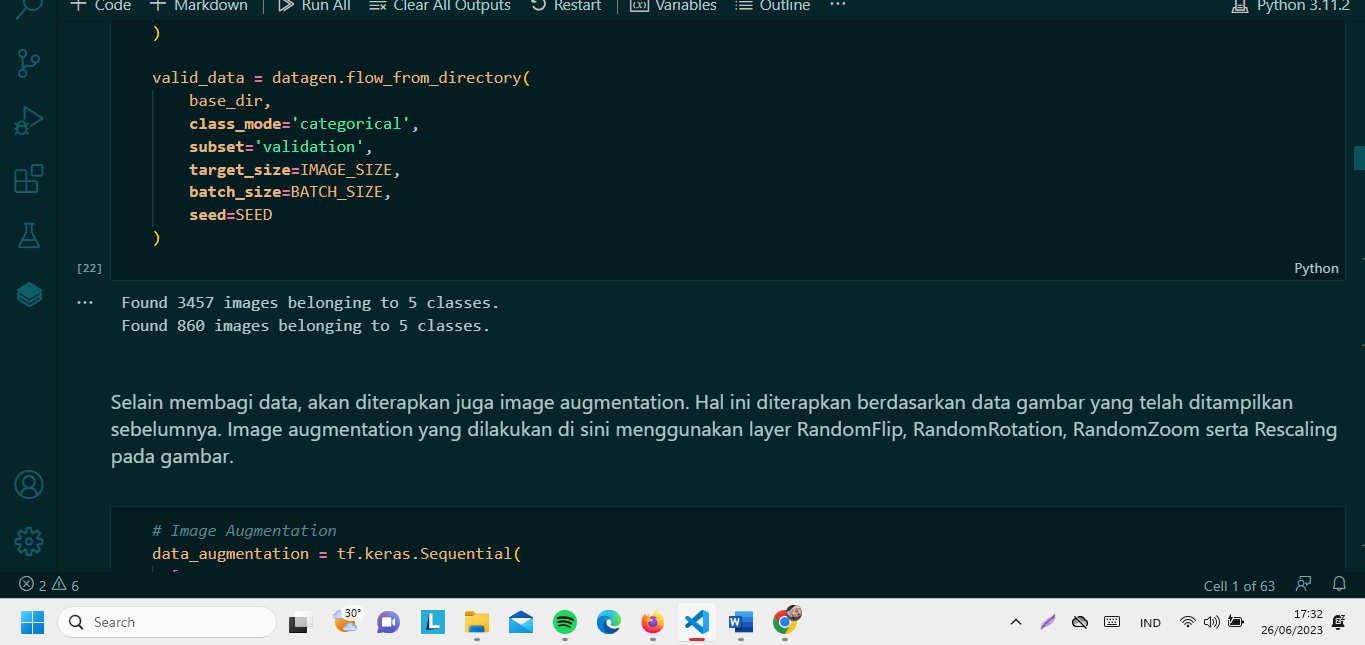 Code Markdown Run All Clear All Outputs Restart Variables Outline ... Python 3.11.2
)
valid_data = datagen.flow_from_directory(
base_dir,
class_mode='categorical',
subset='validation',
target_size=IMAGE_SIZE,
batch_size=BATCH_SIZE,
seed=SEED
)
[22] Python
... Found 3457 images belonging to 5 classes.
Found 860 images belonging to 5 classes.
Selain membagi data, akan diterapkan juga image augmentation. Hal ini diterapkan berdasarkan data gambar yang telah ditampilkan
sebelumnya. Image augmentation yang dilakukan di sini menggunakan layer RandomFlip, RandomRotation, RandomZoom serta Rescaling
pada gambar.
# Image Augmentation
data_augmentation = tf.keras.Sequential(
2 6 Cell 1 of 63
Search 30° L W IND 17:32
26/06/2023